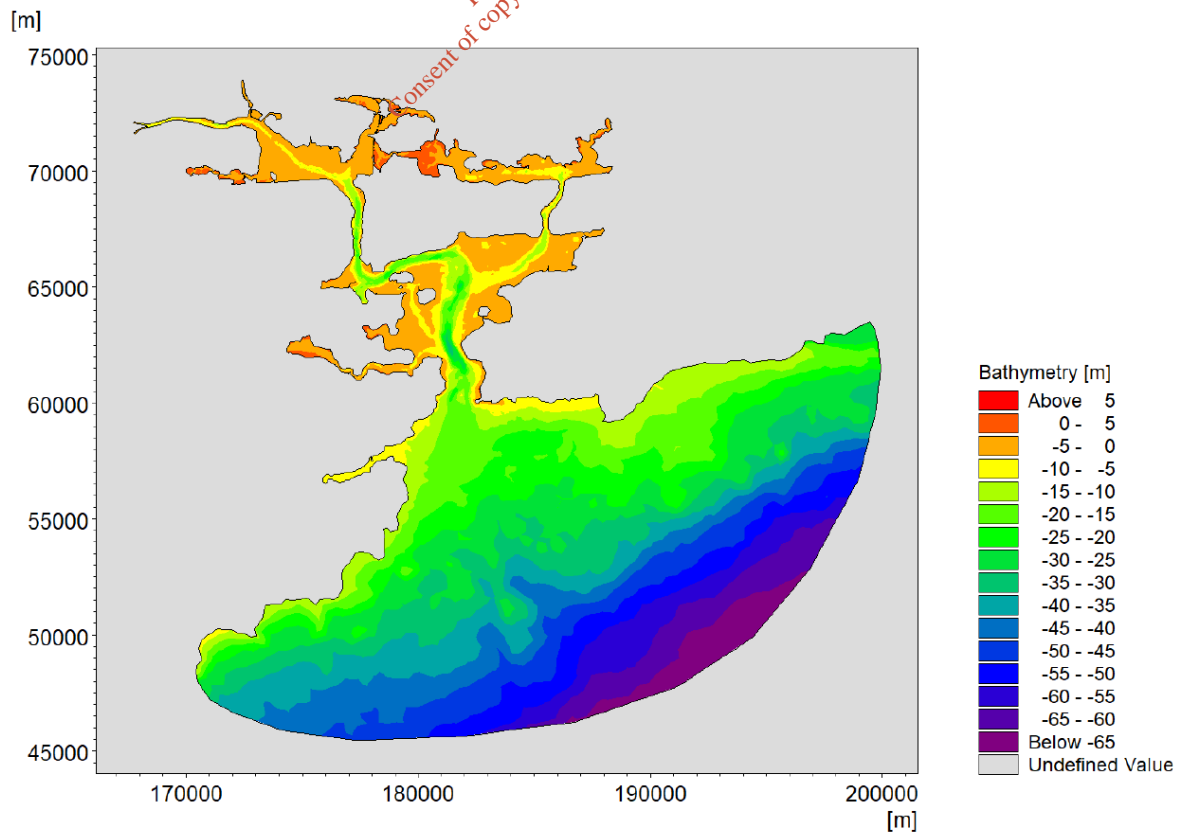 Consent of copy
[m]
75000
70000
65000
60000
55000
50000
45000
170000
180000
190000
200000
[m]
Bathymetry [m]
Above 5
0 - 5
-5 - 0
-10 - -5
-15 - -10
-20 - -15
-25 - -20
-30 - -25
-35 - -30
-40 - -35
-45 - -40
-50 - -45
-55 - -50
-60 - -55
-65 - -60
Below -65
Undefined Value